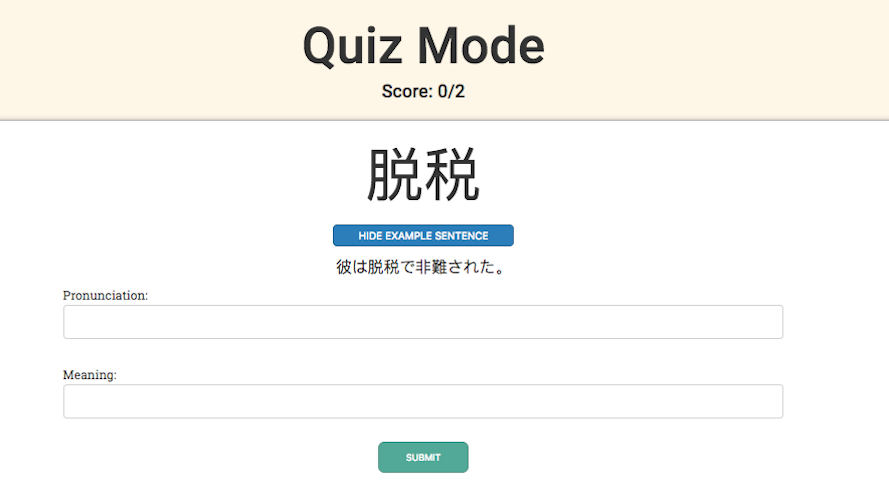 Quiz Mode
Score: 0/2
脱税
HIDE EXAMPLE SENTENCE
彼は脱税で非難された。
Pronunciation:
Meaning:
SUBMIT